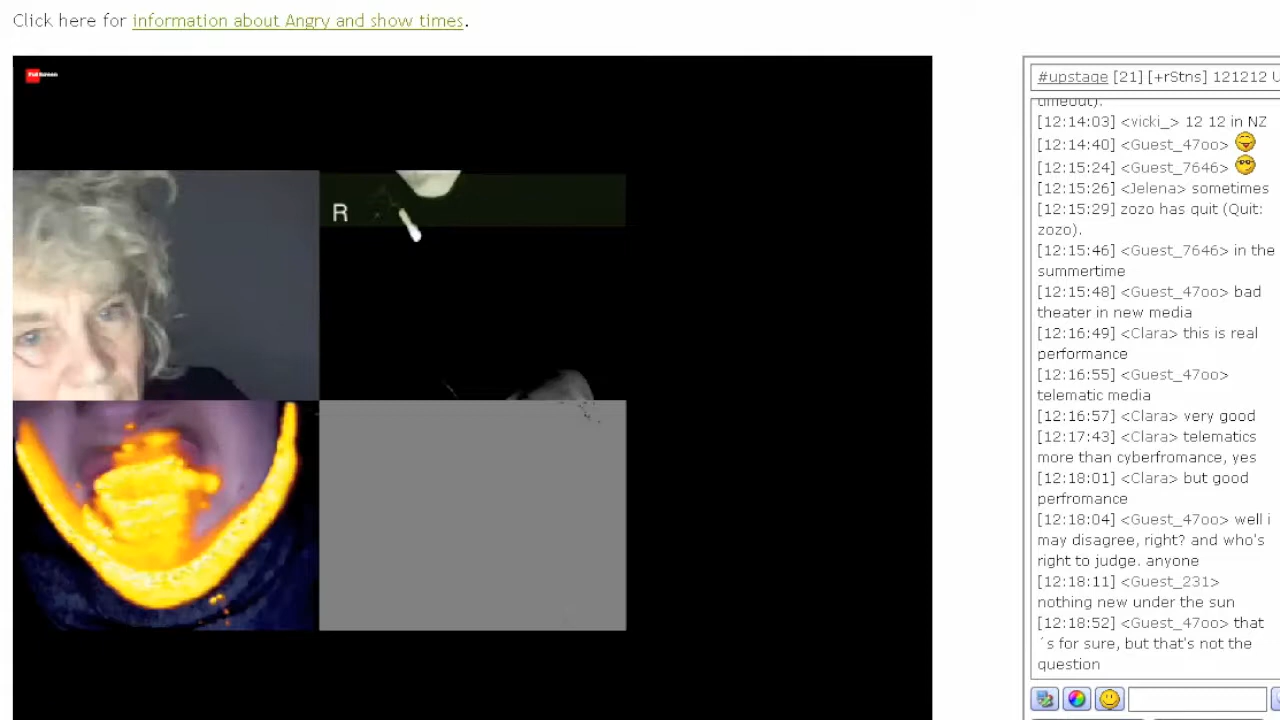 Click here for information about Angry and show times.
Full Screen
R
#upstage [21] [+rStns] 121212 U
timeout).
[12:14:03] <vicki_> 12 12 in NZ
[12:14:40] <Guest_47oo>
[12:15:24] <Guest_7646>
[12:15:26] <Jelena> sometimes
[12:15:29] zozo has quit (Quit:
zozo).
[12:15:46] <Guest_7646> in the
summertime
[12:15:48] <Guest_47oo> bad
theater in new media
[12:16:49] <Clara> this is real
performance
[12:16:55] <Guest_47oo>
telematic media
[12:16:57] <Clara> very good
[12:17:43] <Clara> telematics
more than cyberfromance, yes
[12:18:01] <Clara> but good
perfromance
[12:18:04] <Guest_47oo> well i
may disagree, right? and who's
right to judge. anyone
[12:18:11] <Guest_231>
nothing new under the sun
[12:18:52] <Guest_47oo> that
´s for sure, but that's not the
question